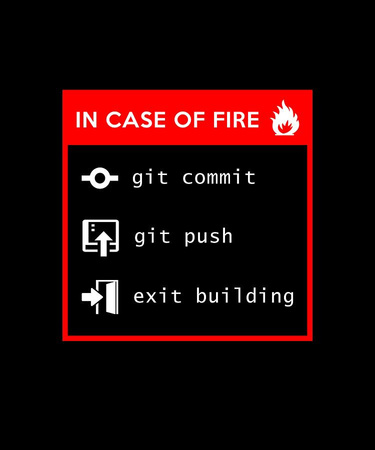 IN CASE OF FIRE
git commit
git push
exit building